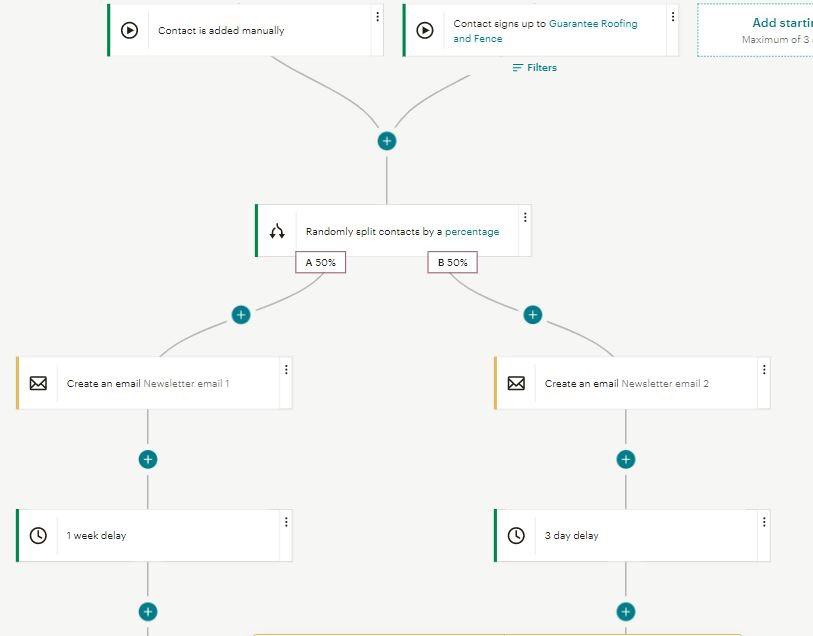 Contact is added manually
Contact signs up to Guarantee Roofing
and Fence
Add starti
Maximum of 3
Filters
Randomly split contacts by a percentage
A 50%
B 50%
Create an email Newsletter email 1
Create an email Newsletter email 2
1 week delay
3 day delay